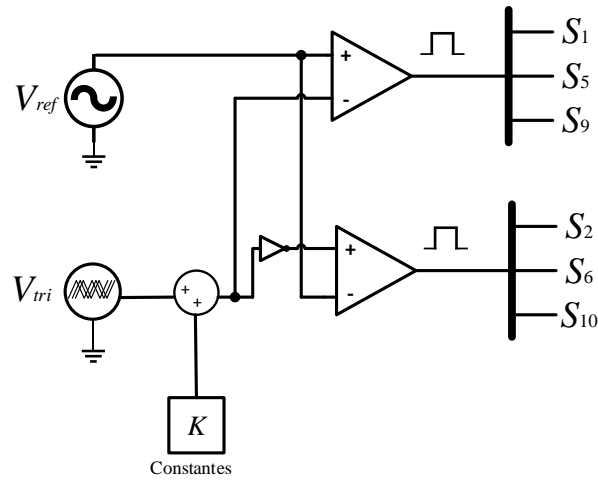 S1
Vref
+
-
S5
S9
S2
+
-
S6
S10
Vtri
+
+
K
Constantes